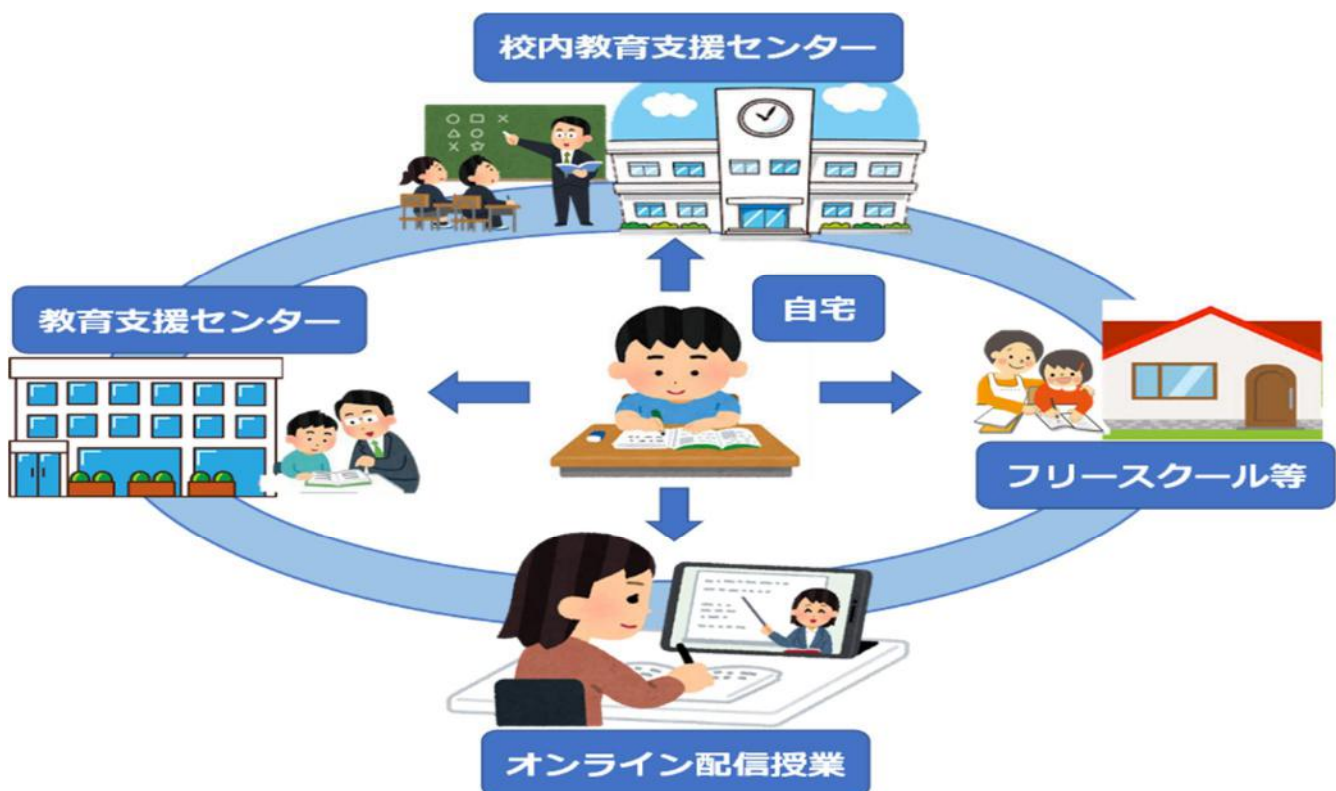 校内教育支援センター
自宅
教育支援センター
フリースクール等
オンライン配信授業